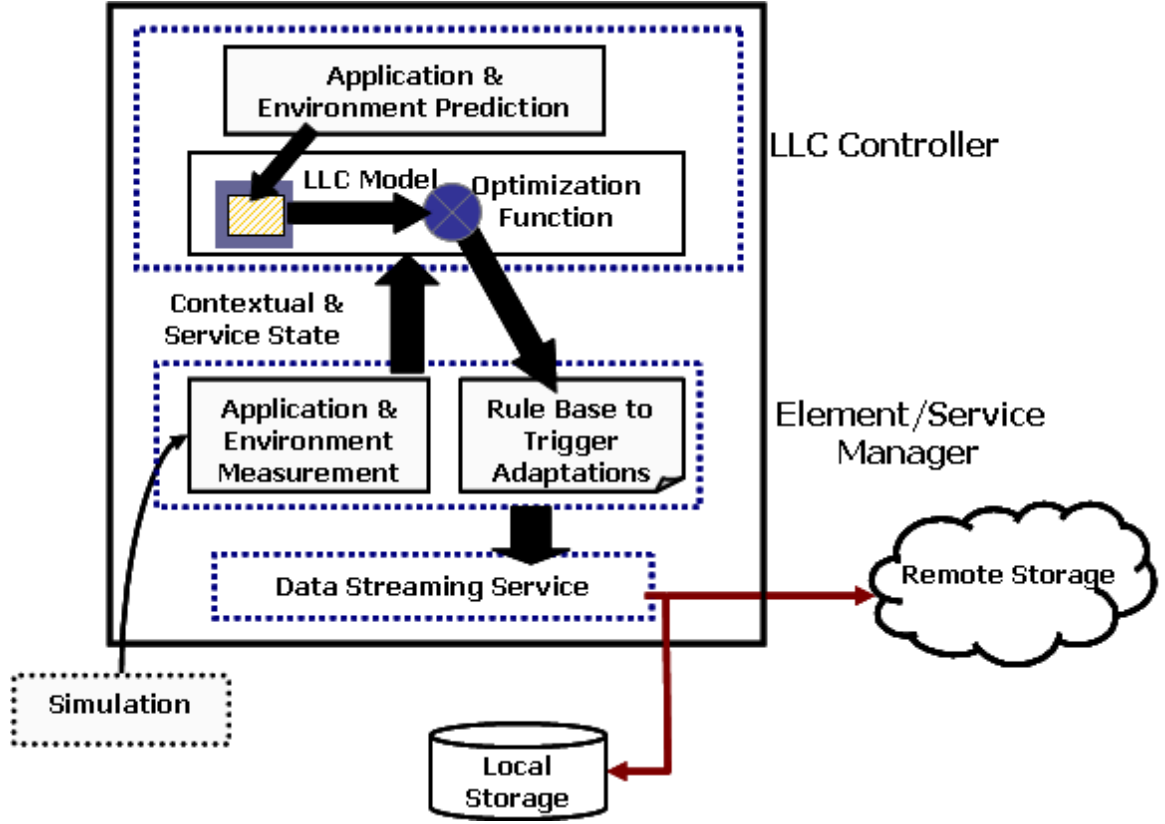 Application &
Environment Prediction
LLC Controller
LLC Model
Optimization
Function
Contextual &
Service State
Application &
Environment
Measurement
Rule Base to
Trigger
Adaptations
Element/Service
Manager
Data Streaming Service
Remote Storage
Simulation
Local
Storage